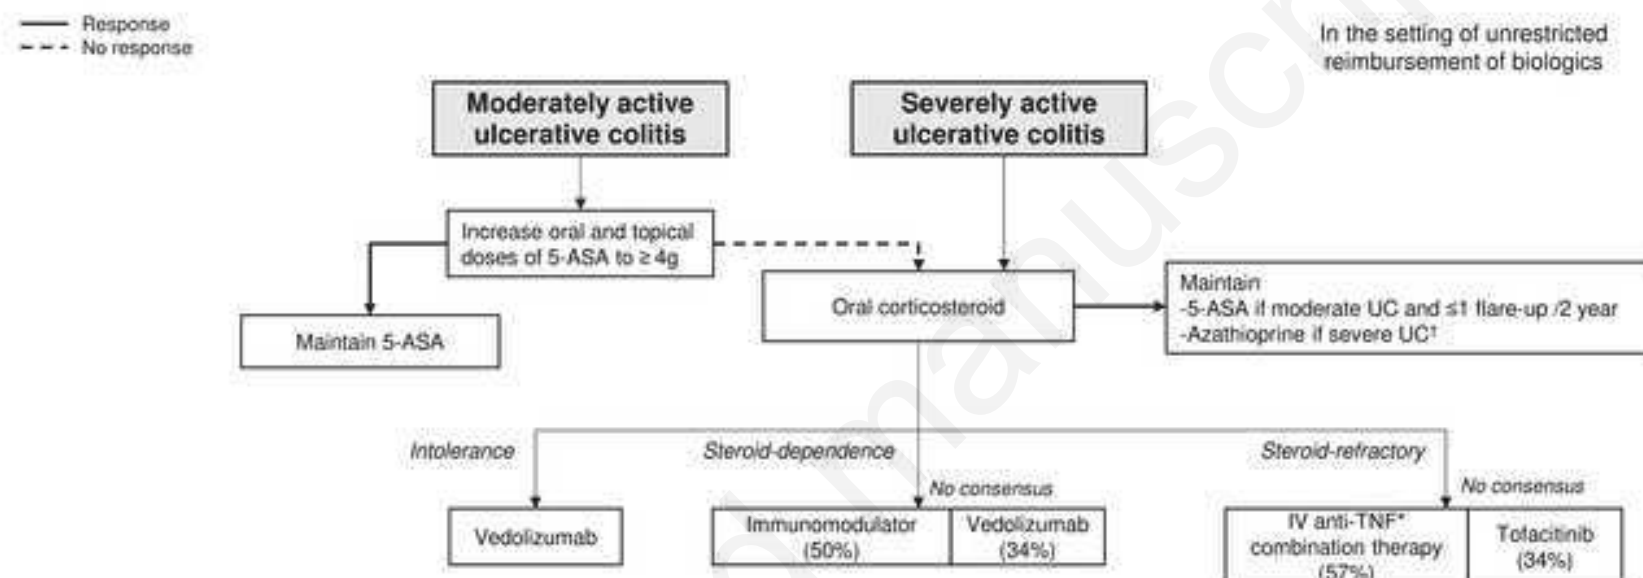 Response
No response
In the setting of unrestricted
reimbursement of biologics
Moderately active
ulcerative colitis
Severely active
ulcerative colitis
Increase oral and topical
doses of 5-ASA to ≥ 4g
Oral corticosteroid
Maintain
-5-ASA if moderate UC and ≤1 flare-up /2 year
-Azathioprine if severe UC†
Maintain 5-ASA
Intolerance
Steroid-dependence
Steroid-refractory
No consensus
No consensus
Vedolizumab
Immunomodulator
(50%)
Vedolizumab
(34%)
IV anti-TNF*
combination therapy
(57%)
Tofacitinib
(34%)
manuscr